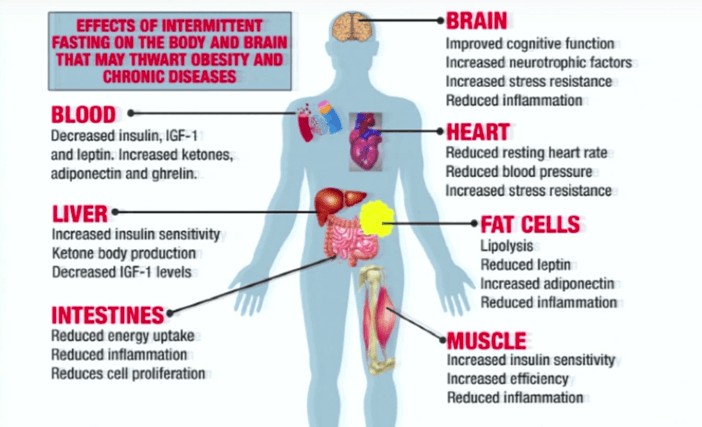 EFFECTS OF INTERMITTENT
FASTING ON THE BODY AND BRAIN
THAT MAY THWART OBESITY AND
CHRONIC DISEASES
BLOOD
Decreased insulin, IGF-1
and leptin. Increased ketones,
adiponectin and ghrelin.
LIVER
Increased insulin sensitivity
Ketone body production
Decreased IGF-1 levels
INTESTINES
Reduced energy uptake
Reduced inflammation
Reduces cell proliferation
BRAIN
Improved cognitive function
Increased neurotrophic factors
Increased stress resistance
Reduced inflammation
HEART
Reduced resting heart rate
Reduced blood pressure
Increased stress resistance
FAT CELLS
Lipolysis
Reduced leptin
Increased adiponectin
Reduced inflammation
MUSCLE
Increased insulin sensitivity
Increased efficiency
Reduced inflammation